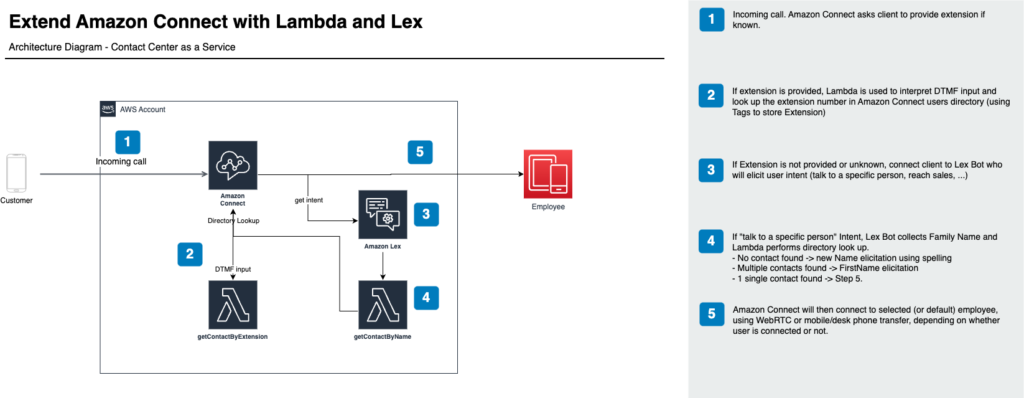 Extend Amazon Connect with Lambda and Lex
Architecture Diagram - Contact Center as a Service
aws
AWS Account
1
Incoming call
Customer
Amazon
Connect
5
Employee
get intent
Directory Lookup
3
Amazon Lex
2
DTMF input
4
getContactByExtension
getContactByName
1
Incoming call. Amazon Connect asks client to provide extension if
known.
2
If extension is provided, Lambda is used to interpret DTMF input and
look up the extension number in Amazon Connect users directory (using
Tags to store Extension)
3
If Extension is not provided or unknown, connect client to Lex Bot who
will elicit user intent (talk to a specific person, reach sales, ...)
4
If "talk to a specific person" Intent, Lex Bot collects Family Name and
Lambda performs directory look up.
- No contact found -> new Name elicitation using spelling
- Multiple contacts found -> FirstName elicitation
- 1 single contact found -> Step 5.
5
Amazon Connect will then connect to selected (or default) employee,
using WebRTC or mobile/desk phone transfer, depending on whether
user is connected or not.